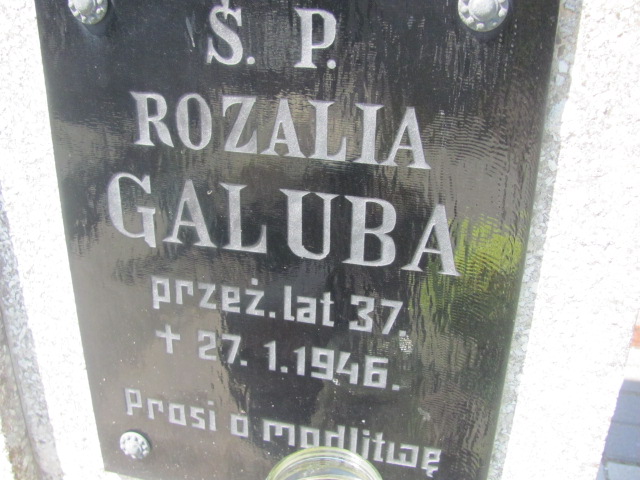 Ś. P.
ROZALIA
GALUBA
przeż. lat 37.
+ 27. 1. 1946.
Prosi o modlitwę